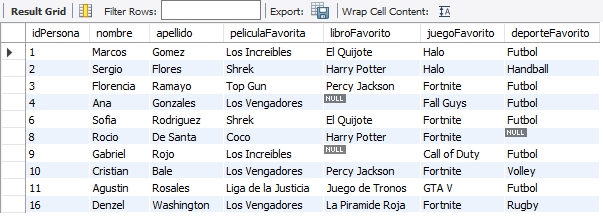 Result Grid Filter Rows: Export: Wrap Cell Content: IA
idPersona nombre apellido peliculaFavorita libroFavorito juegoFavorito deporteFavorito
1 Marcos Gomez Los Increibles El Quijote Halo Futbol
2 Sergio Flores Shrek Harry Potter Halo Handball
3 Florencia Ramayo Top Gun Percy Jackson Fortnite Futbol
4 Ana Gonzales Los Vengadores NULL Fall Guys Futbol
6 Sofia Rodriguez Shrek El Quijote Fortnite Futbol
8 Rocio De Santa Coco Harry Potter Fortnite NULL
9 Gabriel Rojo Los Increibles NULL Call of Duty Futbol
10 Cristian Bale Los Vengadores Percy Jackson Fortnite Volley
11 Agustin Rosales Liga de la Justicia Juego de Tronos GTA V Futbol
16 Denzel Washington Los Vengadores La Piramide Roja Fortnite Rugby